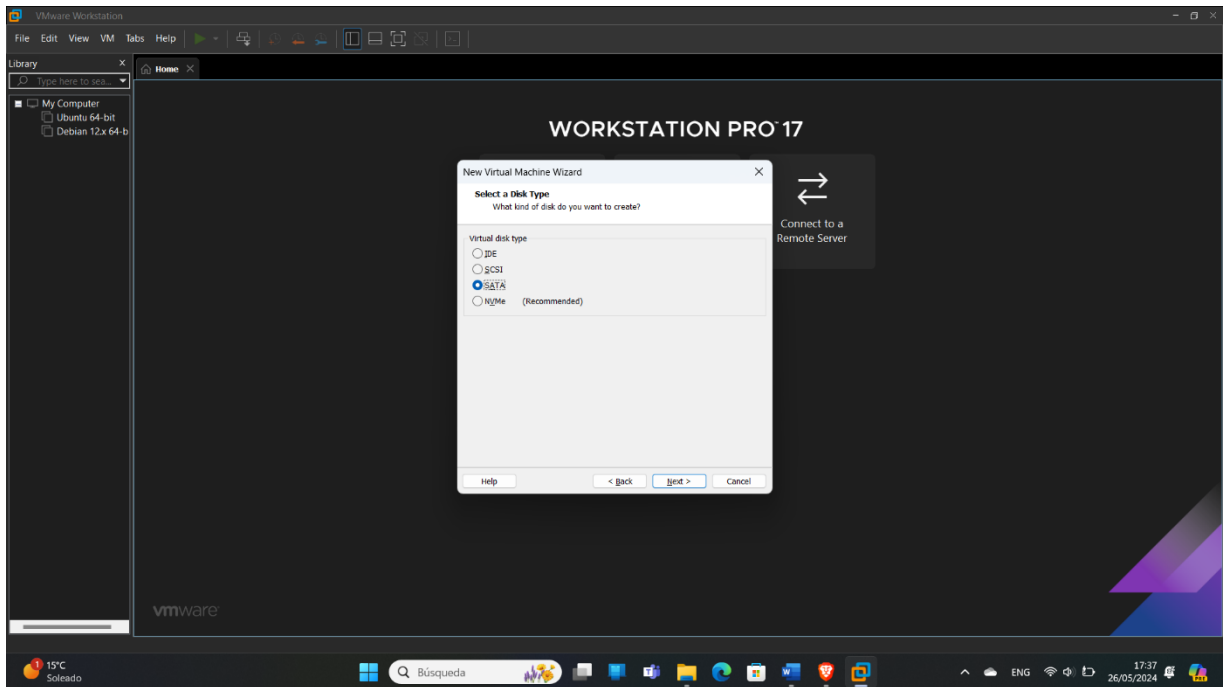 VMware Workstation
File Edit View VM Tabs Help
Library X
Home
Type here to sea...
My Computer
Ubuntu 64-bit
Debian 12.x 64-b
WORKSTATION PRO™ 17
New Virtual Machine Wizard
Select a Disk Type
What kind of disk do you want to create?
Connect to a
Remote Server
Virtual disk type
IDE
SCSI
SATA
NVMe (Recommended)
Help < Back Next > Cancel
vmware
1
15°C
Soleado
Búsqueda
ENG
17:37
26/05/2024